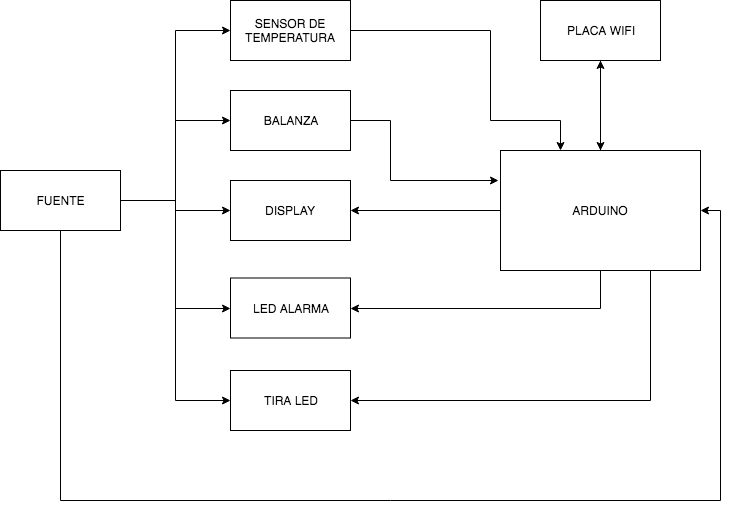 SENSOR DE
TEMPERATURA
PLACA WIFI
BALANZA
FUENTE
DISPLAY
ARDUINO
LED ALARMA
TIRA LED